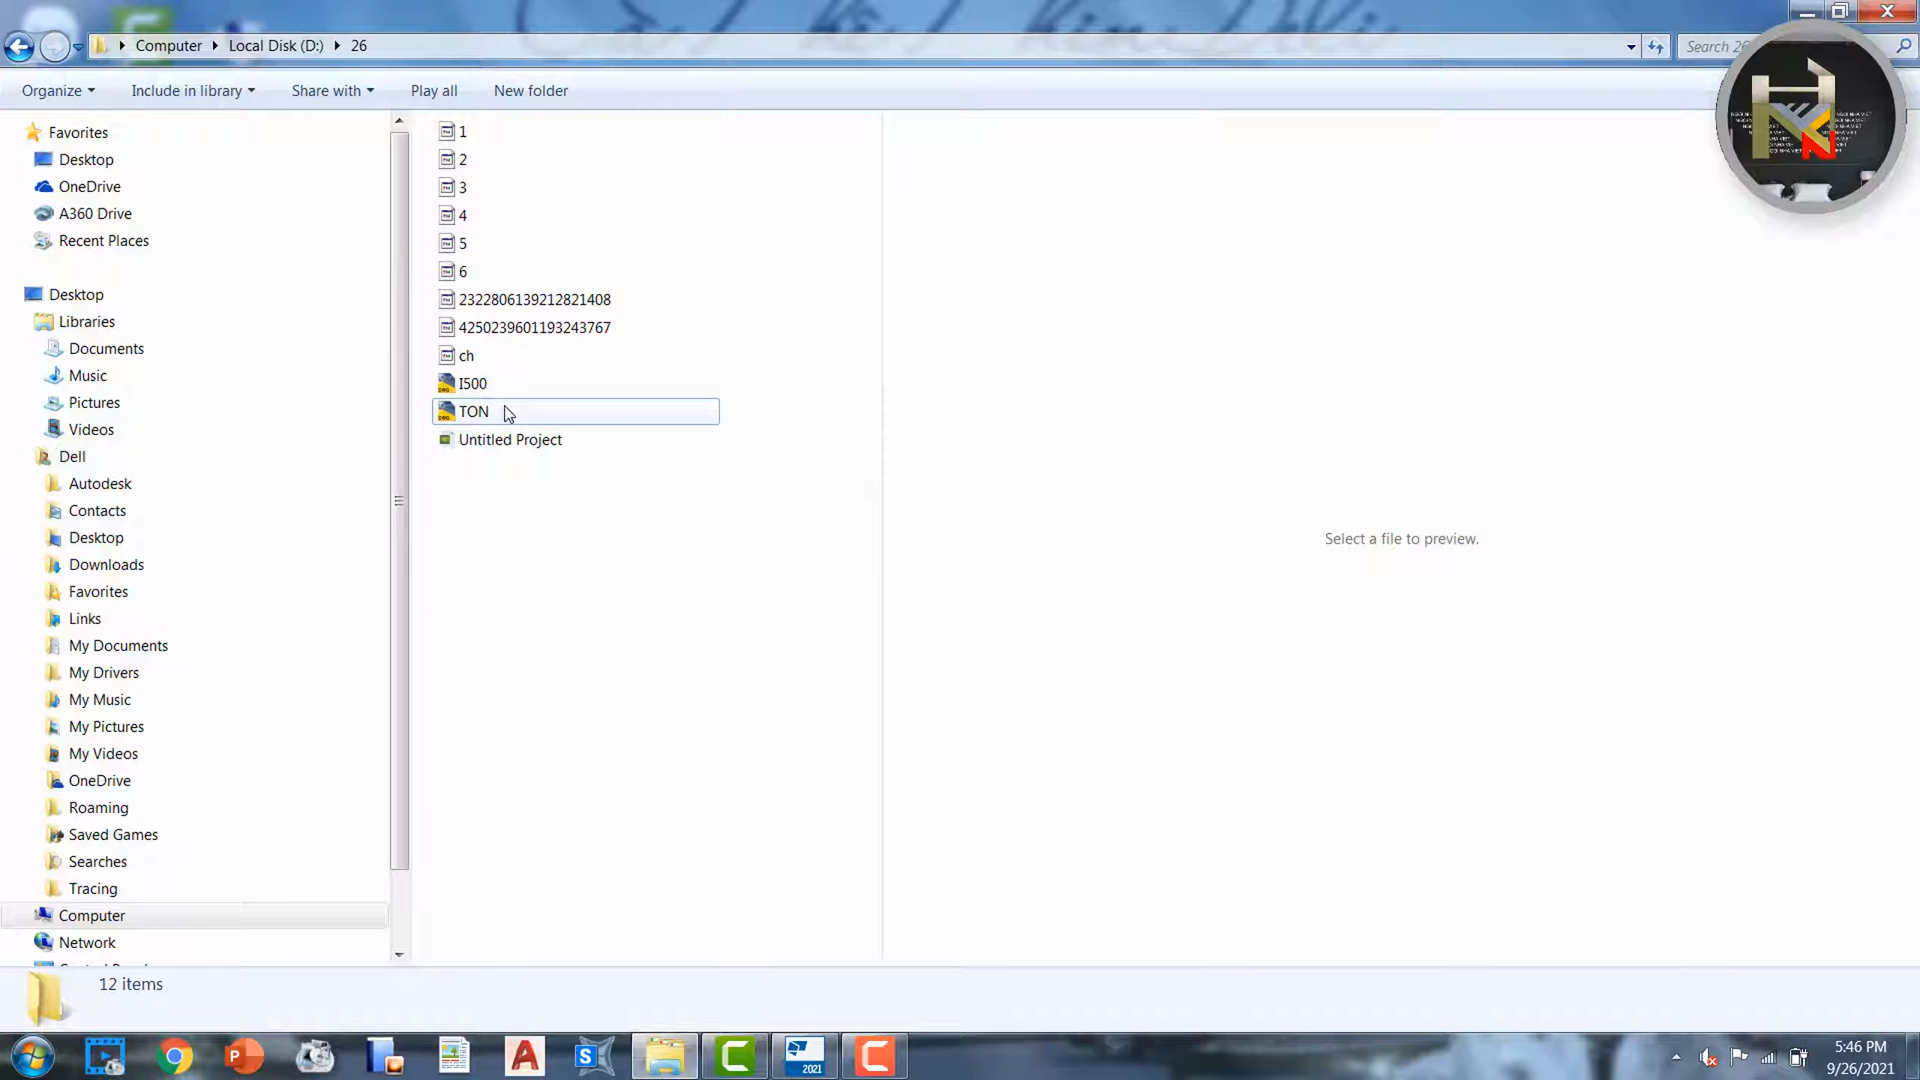 Computer
Local Disk (D:)
26
Search 26
Organize
Include in library
Share with
Play all
New folder
Favorites
Desktop
OneDrive
A360 Drive
Recent Places
Desktop
Libraries
Documents
Music
Pictures
Videos
Dell
Autodesk
Contacts
Desktop
Downloads
Favorites
Links
My Documents
My Drivers
My Music
My Pictures
My Videos
OneDrive
Roaming
Saved Games
Searches
Tracing
Computer
Network
1
2
3
4
5
6
2322806139212821408
4250239601193243767
ch
I500
TON
Untitled Project
Select a file to preview.
12 items
2021
5:46 PM
9/26/2021